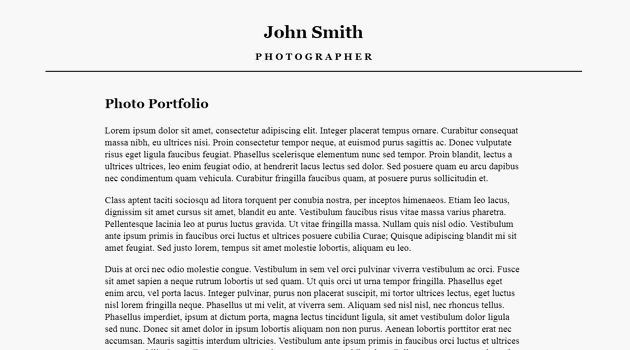 John Smith
PHOTOGRAPHER
Photo Portfolio
Lorem ipsum dolor sit amet, consectetur adipiscing elit. Integer placerat tempus ornare. Curabitur consequat
massa nibh, eu ultrices nisi. Proin consectetur tempor neque, at euismod purus sagittis ac. Donec vulputate
risus eget ligula faucibus feugiat. Phasellus scelerisque elementum nunc sed tempor. Proin blandit, lectus a
ultrices ultrices, leo enim feugiat odio, at hendrerit lacus lectus sed dolor. Sed posuere quam eu arcu dapibus
nec condimentum quam vehicula. Curabitur fringilla faucibus quam, at posuere purus sollicitudin et.
Class aptent taciti sociosqu ad litora torquent per conubia nostra, per inceptos himenaeos. Etiam leo lacus,
dignissim sit amet cursus sit amet, blandit eu ante. Vestibulum faucibus risus vitae massa varius pharetra.
Pellentesque lacinia leo at purus luctus gravida. Ut vitae fringilla massa. Nullam quis nisl odio. Vestibulum
ante ipsum primis in faucibus orci luctus et ultrices posuere cubilia Curae; Quisque adipiscing blandit mi sit
amet feugiat. Sed justo lorem, tempus sit amet molestie lobortis, aliquam eu leo.
Duis at orci nec odio molestie congue. Vestibulum in sem vel orci pulvinar viverra vestibulum ac orci. Fusce
sit amet sapien a neque rutrum lobortis ut sed quam. Ut quis orci ut urna tempor fringilla. Phasellus eget
enim arcu, vel porta lacus. Integer pulvinar, purus non placerat suscipit, mi tortor ultrices lectus, eget luctus
nisl lorem fringilla neque. Phasellus ut mi velit, at viverra sem. Aliquam sed nisl nisl, nec rhoncus tellus.
Phasellus imperdiet, ipsum at dictum porta, magna lectus tincidunt ligula, sit amet vestibulum dolor ligula
sed nunc. Donec sit amet dolor in ipsum lobortis aliquam non non purus. Aenean lobortis porttitor erat nec
accumsan. Mauris sagittis interdum ultricies. Vestibulum ante ipsum primis in faucibus orci luctus et ultrices